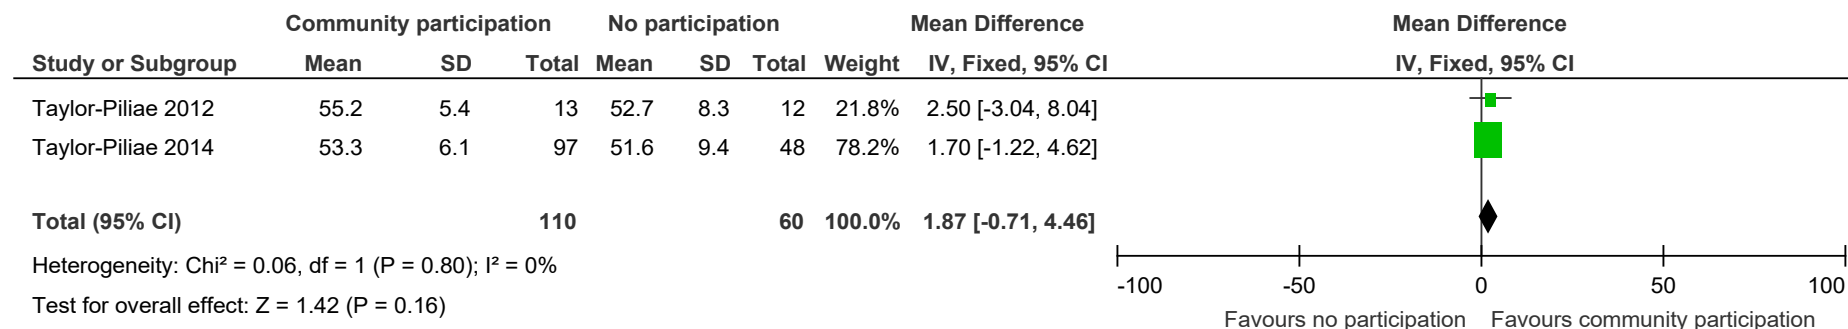 Community participation No participation Mean Difference Mean Difference
Study or Subgroup Mean SD Total Mean SD Total Weight IV, Fixed, 95% CI IV, Fixed, 95% CI
Taylor-Piliae 2012 55.2 5.4 13 52.7 8.3 12 21.8% 2.50 [-3.04, 8.04]
Taylor-Piliae 2014 53.3 6.1 97 51.6 9.4 48 78.2% 1.70 [-1.22, 4.62]
Total (95% CI) 110 60 100.0% 1.87 [-0.71, 4.46]
Heterogeneity: Chi² = 0.06, df = 1 (P = 0.80); I² = 0%
Test for overall effect: Z = 1.42 (P = 0.16)
-100 -50 0 50 100
Favours no participation Favours community participation